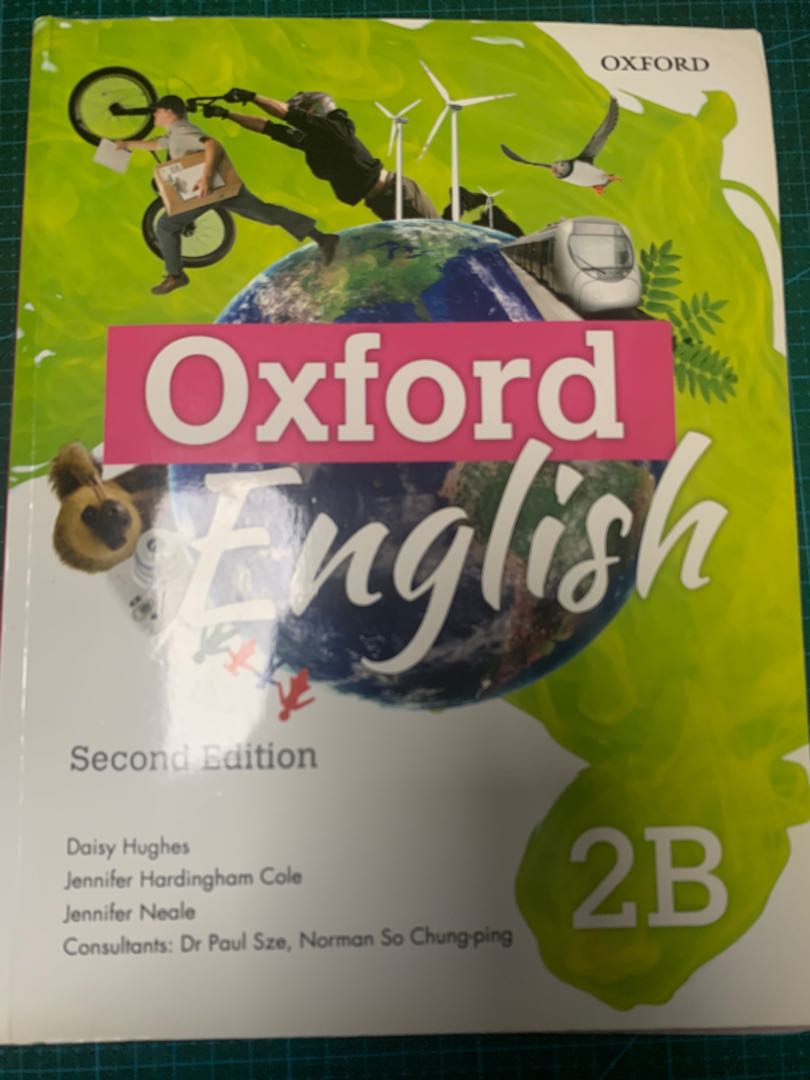 OXFORD
Oxford
English
Second Edition
Daisy Hughes
Jennifer Hardingham Cole
Jennifer Neale
Consultants: Dr Paul Sze, Norman So Chung-ping
2B